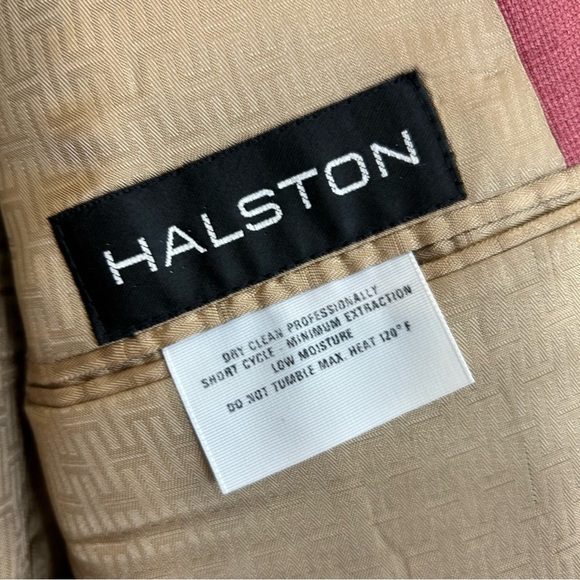 HALSTON
DRY CLEAN PROFESSIONALLY
SHORT CYCLE - MINIMUM EXTRACTION
LOW MOISTURE
DO NOT TUMBLE MAX. HEAT 120° F